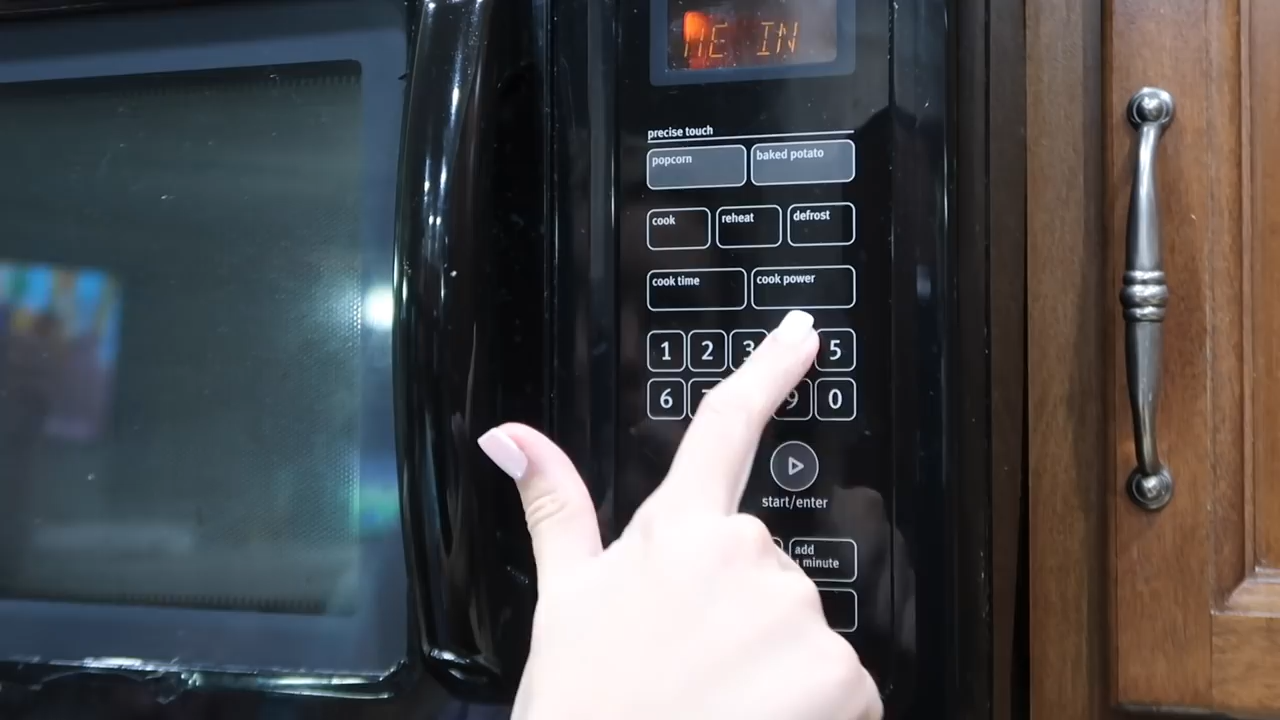 IN
precise touch
popcorn baked potato
cook reheat defrost
cook time cook power
1 2 3 5
6 9 0
start/enter
add
minute